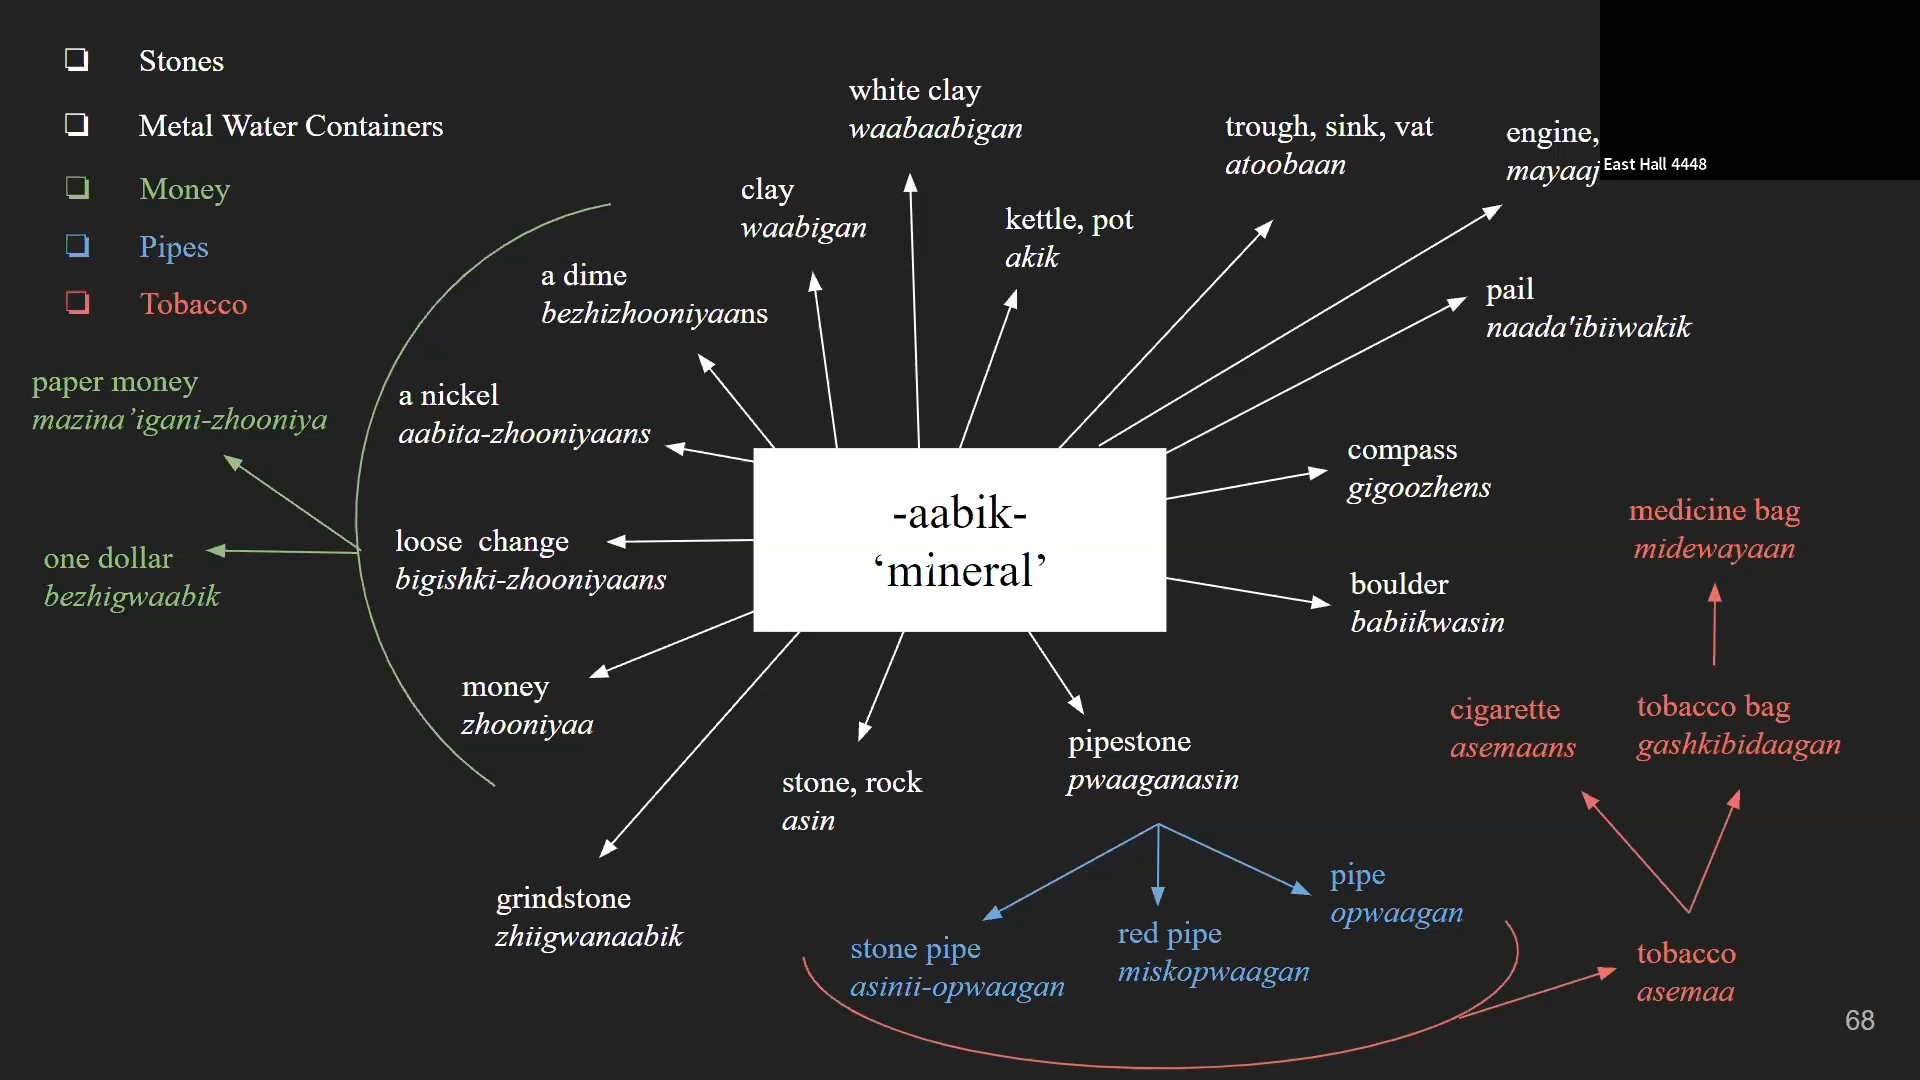 Stones
Metal Water Containers
Money
Pipes
Tobacco
white clay
waabaabigan
trough, sink, vat
atoobaan
engine,
East Hall 4448
clay
waabigan
kettle, pot
akik
a dime
bezhizhooniyaans
pail
naada'ibiiwakik
paper money
mazina’igani-zhooniya
a nickel
aabita-zhooniyaans
compass
gigoozhens
-aabik-
‘mineral’
medicine bag
midewayaan
one dollar
bezhigwaabik
loose change
bigishki-zhooniyaans
boulder
babiikwasin
money
zhooniyaa
cigarette
asemaans
tobacco bag
gashkibidaagan
stone, rock
asin
pipestone
pwaaganasin
grindstone
zhiigwanaabik
stone pipe
asinii-opwaagan
red pipe
miskopwaagan
pipe
opwaagan
tobacco
asemaa
68